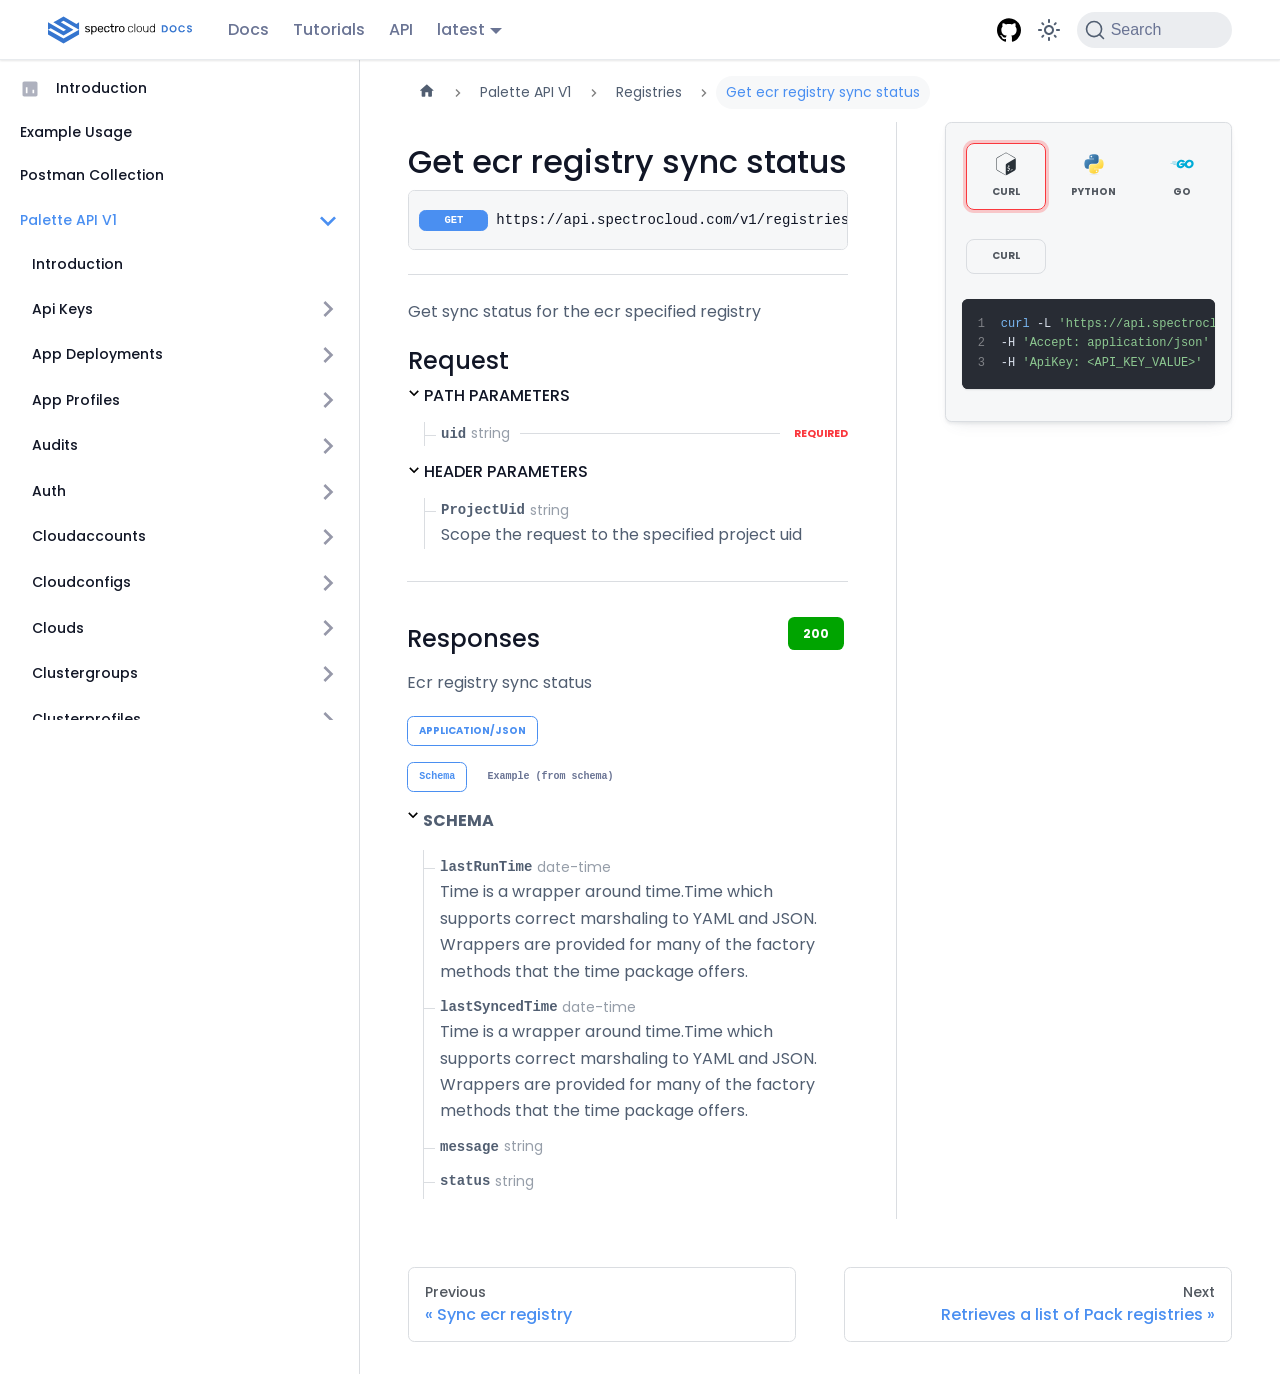 spectro cloud DOCS Docs Tutorials API latest Search
Introduction
Example Usage
Postman Collection
Palette API V1
Introduction
Api Keys
App Deployments
App Profiles
Audits
Auth
Cloudaccounts
Cloudconfigs
Clouds
Clustergroups
Clusterprofiles
Palette API V1 Registries Get ecr registry sync status
Get ecr registry sync status
GET https://api.spectrocloud.com/v1/registries
Get sync status for the ecr specified registry
Request
PATH PARAMETERS
uid string REQUIRED
HEADER PARAMETERS
ProjectUid string
Scope the request to the specified project uid
Responses 200
Ecr registry sync status
APPLICATION/JSON
Schema Example (from schema)
SCHEMA
lastRunTime date-time
Time is a wrapper around time.Time which
supports correct marshaling to YAML and JSON.
Wrappers are provided for many of the factory
methods that the time package offers.
lastSyncedTime date-time
Time is a wrapper around time.Time which
supports correct marshaling to YAML and JSON.
Wrappers are provided for many of the factory
methods that the time package offers.
message string
status string
CURL PYTHON GO
CURL
1 curl -L 'https://api.spectrocl
2 -H 'Accept: application/json'
3 -H 'ApiKey: <API_KEY_VALUE>'
Previous
« Sync ecr registry
Next
Retrieves a list of Pack registries »